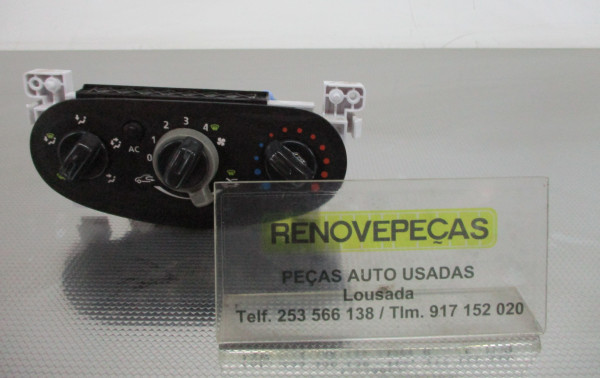 0 1 2 3 4
AC
RENOVEPEÇAS
PEÇAS AUTO USADAS
Lousada
Telf. 253 566 138 / Tlm. 917 152 020